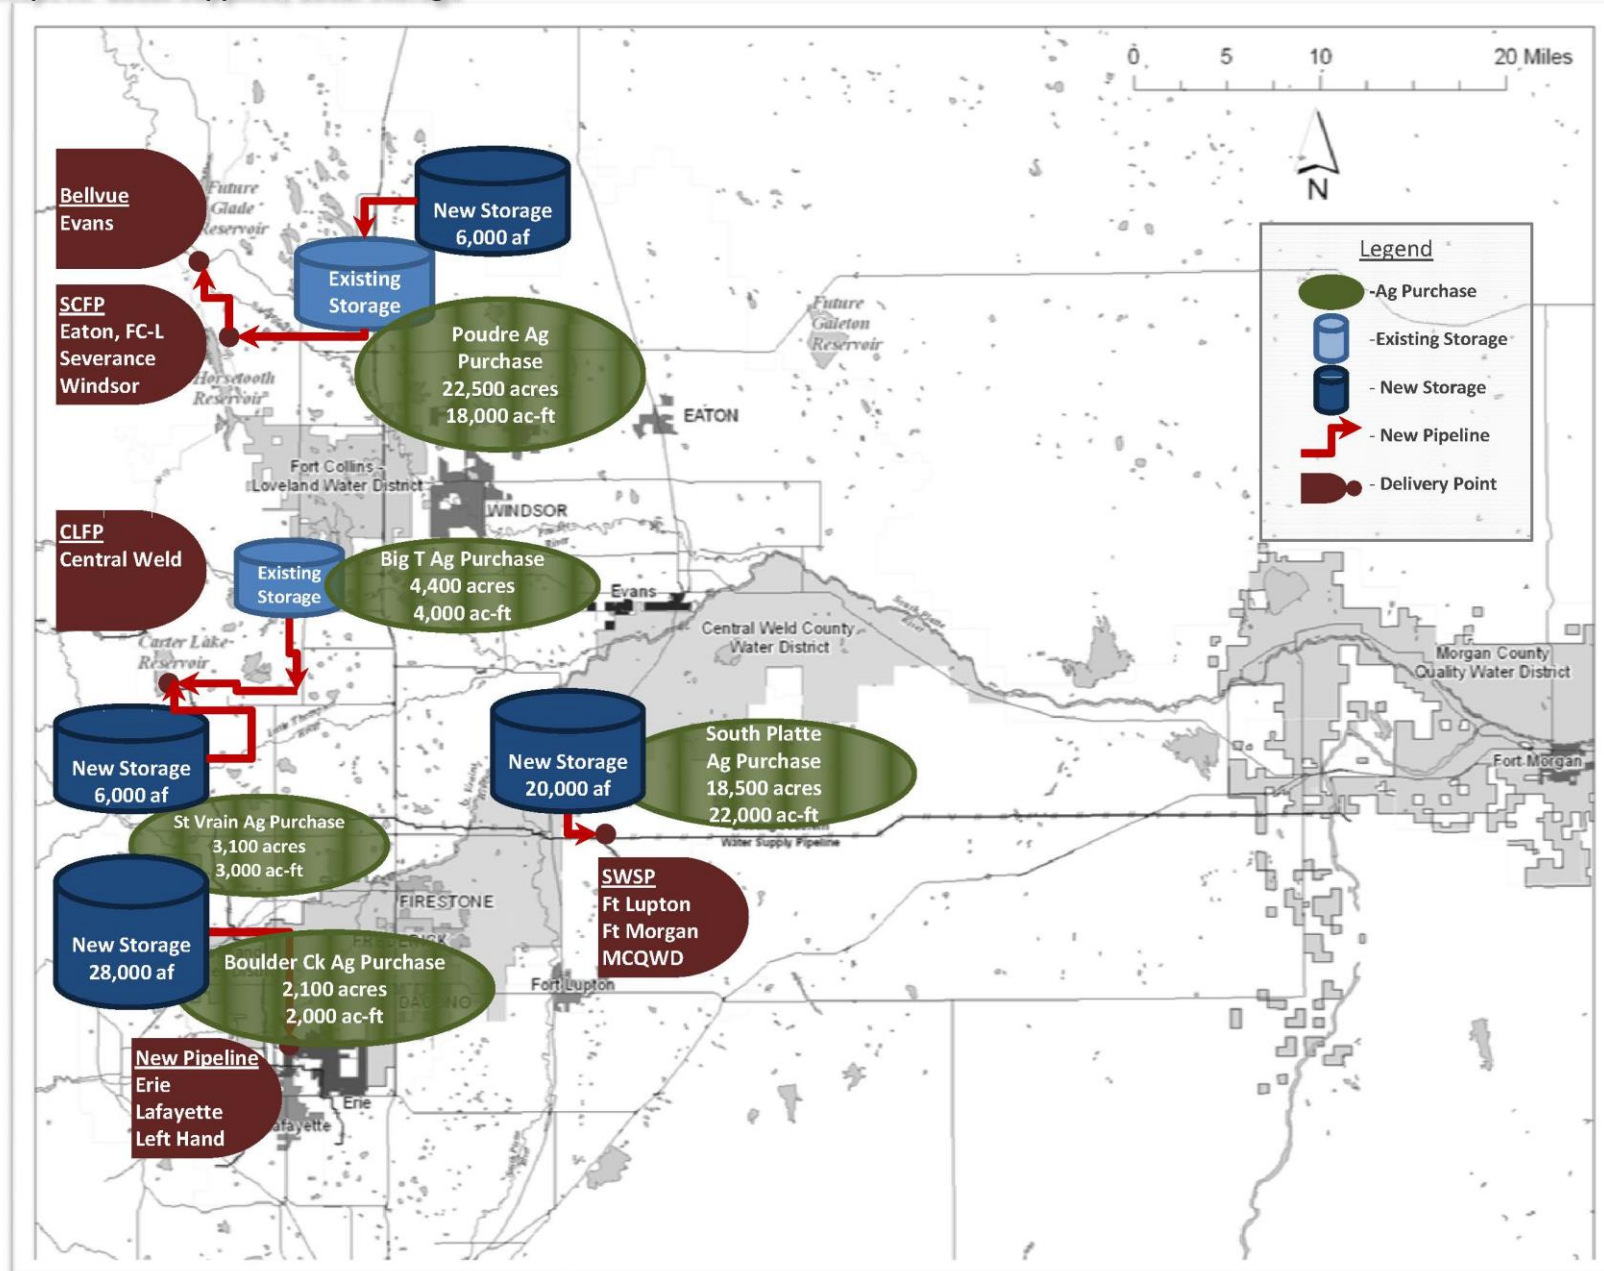 0 5 10 20 Miles
N
Legend
-Ag Purchase
-Existing Storage
- New Storage
- New Pipeline
- Delivery Point
Bellvue
Evans
Future
Glade
Reservoir
New Storage
6,000 af
Existing
Storage
SCFP
Eaton, FC-L
Severance
Windsor
Horsetooth
Reservoir
Poudre Ag
Purchase
22,500 acres
18,000 ac-ft
Future
Galeton
Reservoir
EATON
Fort Collins -
Loveland Water District
WINDSOR
CLFP
Central Weld
Existing
Storage
Big T Ag Purchase
4,400 acres
4,000 ac-ft
Evans
South Platte
River
Central Weld County
Water District
Morgan County
Quality Water District
Carter Lake
Reservoir
New Storage
6,000 af
New Storage
20,000 af
South Platte
Ag Purchase
18,500 acres
22,000 ac-ft
Water Supply Pipeline
Fort Morgan
St Vrain Ag Purchase
3,100 acres
3,000 ac-ft
FIRESTONE
FREDERICK
New Storage
28,000 af
Boulder Ck Ag Purchase
2,100 acres
2,000 ac-ft
DACONO
SWSP
Ft Lupton
Ft Morgan
MCQWD
Fort Lupton
New Pipeline
Erie
Lafayette
Left Hand
Erie
afayette